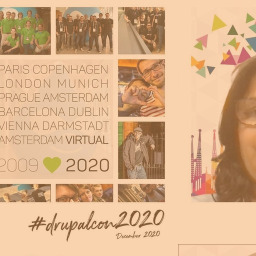 PARIS COPENHAGEN
LONDON MUNICH
PRAGUE AMSTERDAM
BARCELONA DUBLIN
VIENNA DARMSTADT
AMSTERDAM VIRTUAL
2009 2020
#drupalcon2020
December 2020